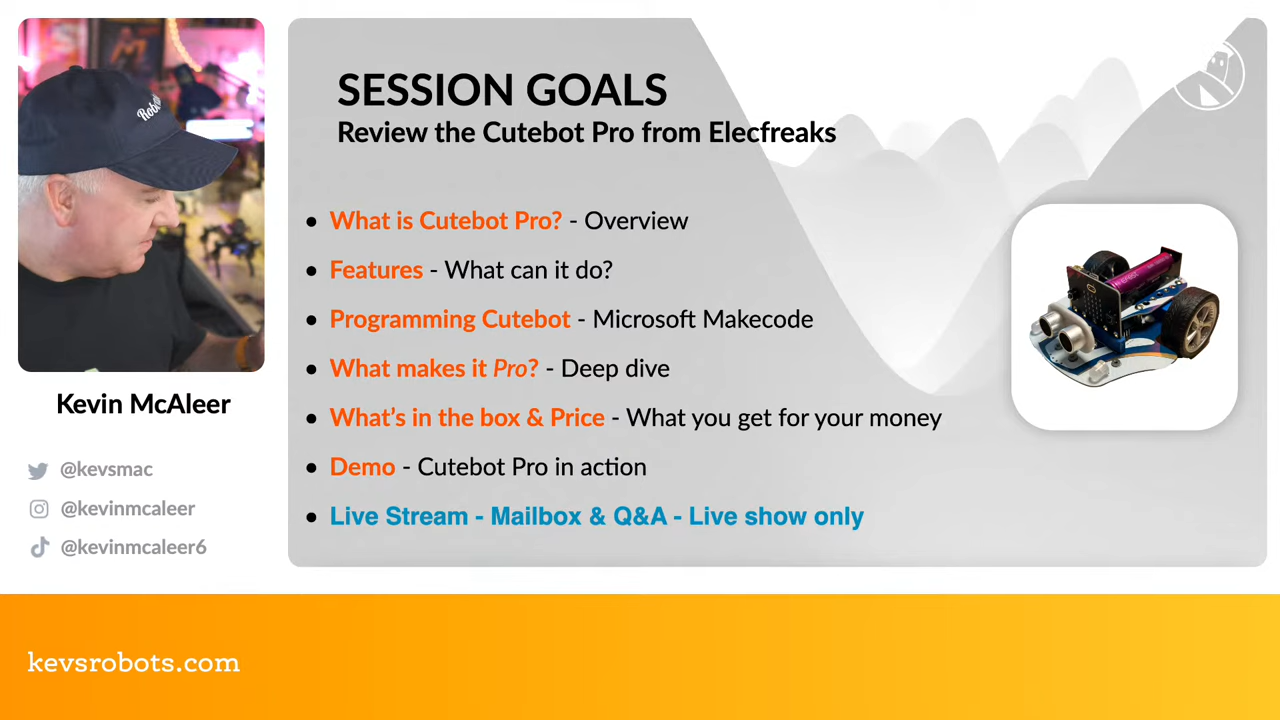 SESSION GOALS
Review the Cutebot Pro from Elecfreaks
• What is Cutebot Pro? - Overview
• Features - What can it do?
• Programming Cutebot - Microsoft Makecode
• What makes it Pro? - Deep dive
• What's in the box & Price - What you get for your money
• Demo - Cutebot Pro in action
• Live Stream - Mailbox & Q&A - Live show only
Kevin McAleer
@kevsmac
@kevinmcaleer
@kevinmcaleer6
kevsrobots.com